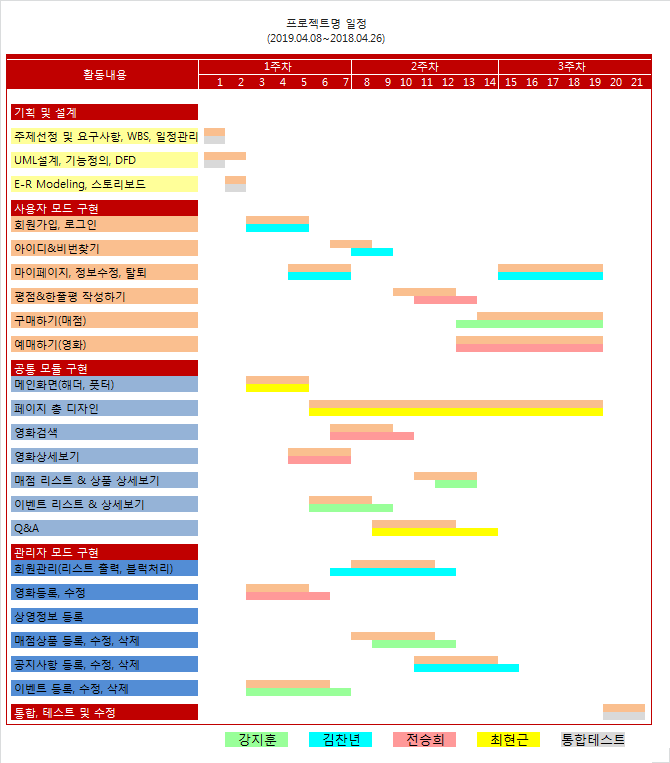 프로젝트명 일정
(2019.04.08~2018.04.26)
활동내용 1주차 2주차 3주차
1 2 3 4 5 6 7 8 9 10 11 12 13 14 15 16 17 18 19 20 21
기획 및 설계
주제선정 및 요구사항, WBS, 일정관리
UML설계, 기능정의, DFD
E-R Modeling, 스토리보드
사용자 모드 구현
회원가입, 로그인
아이디&비번찾기
마이페이지, 정보수정, 탈퇴
평점&한풀평 작성하기
구매하기(매점)
예매하기(영화)
공통 모듈 구현
메인화면(해더, 풋터)
페이지 총 디자인
영화검색
영화상세보기
매점 리스트 & 상품 상세보기
이벤트 리스트 & 상세보기
Q&A
관리자 모드 구현
회원관리(리스트 출력, 블럭처리)
영화등록, 수정
상영정보 등록
매점상품 등록, 수정, 삭제
공지사항 등록, 수정, 삭제
이벤트 등록, 수정, 삭제
통합, 테스트 및 수정
강지훈 김찬년 전승희 최현근 통합테스트